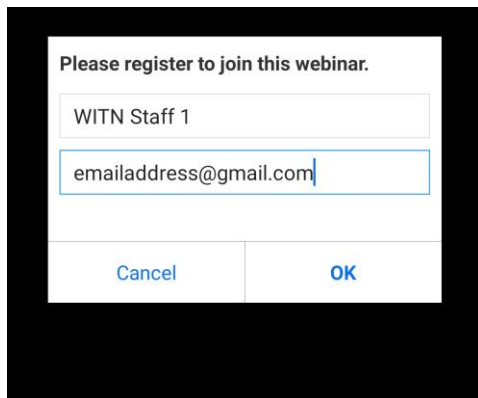 Please register to join this webinar.
WITN Staff 1
emailaddress@gmail.com
Cancel OK